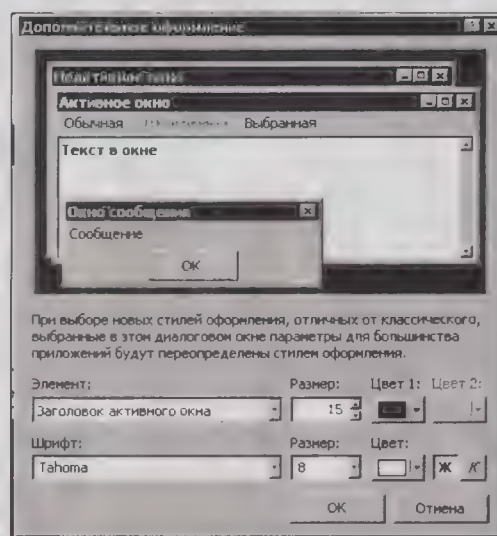 Дополнительное оформление
Активное окно
Обычная Выбранная
Текст в окне
Окно сообщения
Сообщение
OK
При выборе новых стилей оформления, отличных от классического,
выбранные в этом диалоговом окне параметры для большинства
приложений будут переопределены стилем оформления.
Элемент: Размер: Цвет 1: Цвет 2:
Заголовок активного окна 15
Шрифт: Размер: Цвет:
Tahoma 8 Ж К
OK Отмена